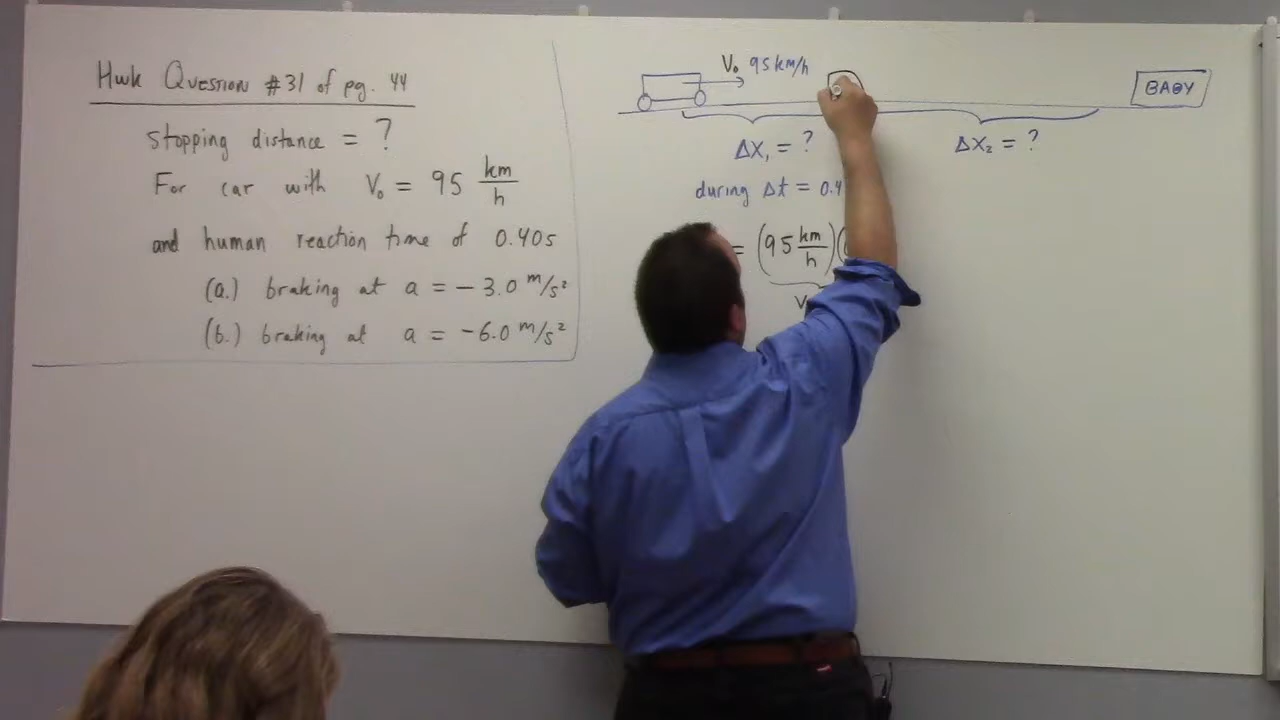 Hwk Question #31 of pg. 44
stopping distance = ?
For car with V₀ = 95 km/h
and human reaction time of 0.40s
(a.) braking at a = -3.0 m/s²
(b.) braking at a = -6.0 m/s²
V₀ 95 km/h
BABY
ΔX₁ = ?
ΔX₂ = ?
during Δt = 0.4
= (95 km/h)(